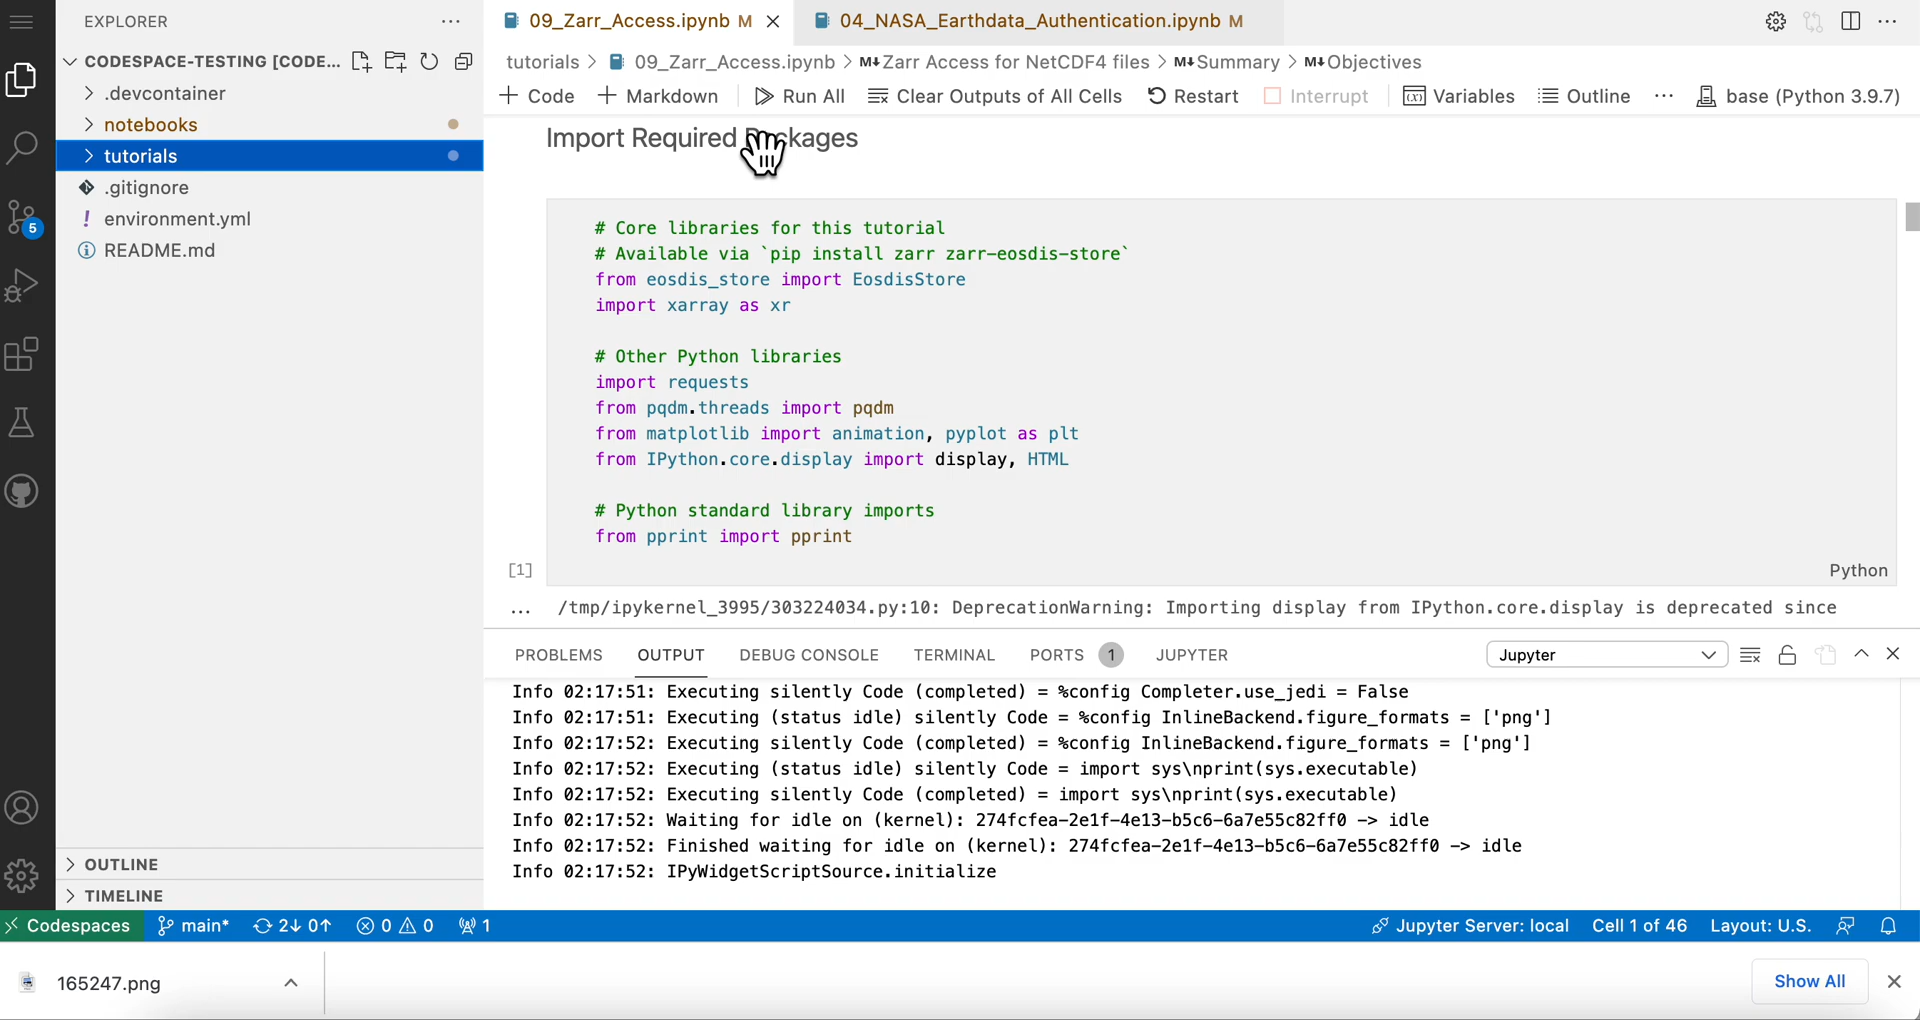 EXPLORER
09_Zarr_Access.ipynb M
04_NASA_Earthdata_Authentication.ipynb M
CODESPACE-TESTING [CODE...
tutorials > 09_Zarr_Access.ipynb > M↓Zarr Access for NetCDF4 files > M↓Summary > M↓Objectives
.devcontainer
+ Code + Markdown Run All Clear Outputs of All Cells Restart Interrupt Variables Outline ... base (Python 3.9.7)
notebooks
tutorials
.gitignore
! environment.yml
README.md
Import Required Packages
# Core libraries for this tutorial
# Available via `pip install zarr zarr-eosdis-store`
from eosdis_store import EosdisStore
import xarray as xr
# Other Python libraries
import requests
from pqdm.threads import pqdm
from matplotlib import animation, pyplot as plt
from IPython.core.display import display, HTML
# Python standard library imports
from pprint import pprint
[1]
Python
... /tmp/ipykernel_3995/303224034.py:10: DeprecationWarning: Importing display from IPython.core.display is deprecated since
PROBLEMS OUTPUT DEBUG CONSOLE TERMINAL PORTS 1 JUPYTER
Jupyter
Info 02:17:51: Executing silently Code (completed) = %config Completer.use_jedi = False
Info 02:17:51: Executing (status idle) silently Code = %config InlineBackend.figure_formats = ['png']
Info 02:17:52: Executing silently Code (completed) = %config InlineBackend.figure_formats = ['png']
Info 02:17:52: Executing (status idle) silently Code = import sys\nprint(sys.executable)
Info 02:17:52: Executing silently Code (completed) = import sys\nprint(sys.executable)
Info 02:17:52: Waiting for idle on (kernel): 274fcfea-2e1f-4e13-b5c6-6a7e55c82ff0 -> idle
Info 02:17:52: Finished waiting for idle on (kernel): 274fcfea-2e1f-4e13-b5c6-6a7e55c82ff0 -> idle
Info 02:17:52: IPyWidgetScriptSource.initialize
5
OUTLINE
TIMELINE
Codespaces main* 2↓ 0↑ 0 0 1 Jupyter Server: local Cell 1 of 46 Layout: U.S.
165247.png
Show All